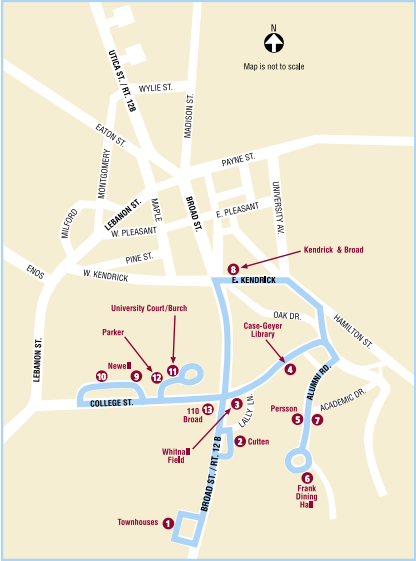 N
Map is not to scale
UTICA ST. / RT. 12B
WYLIE ST.
MADISON ST.
EATON ST.
MONTGOMERY
PAYNE ST.
MILFORD
LEBANON ST.
MAPLE
BROAD ST.
E. PLEASANT
UNIVERSITY AV.
W. PLEASANT
PINE ST.
ENOS
W. KENDRICK
8
Kendrick & Broad
E. KENDRICK
University Court/Burch
OAK DR.
HAMILTON ST.
Case-Geyer
Library
Parker
LEBANON ST.
Newell
10
9
12
11
4
ALUMNI RD.
COLLEGE ST.
110
Broad
13
3
LALLY LN.
Persson
5
7
ACADEMIC DR.
Whitnall
Field
2
Cutten
BROAD ST. / RT. 12 B
6
Frank
Dining
Hall
Townhouses
1